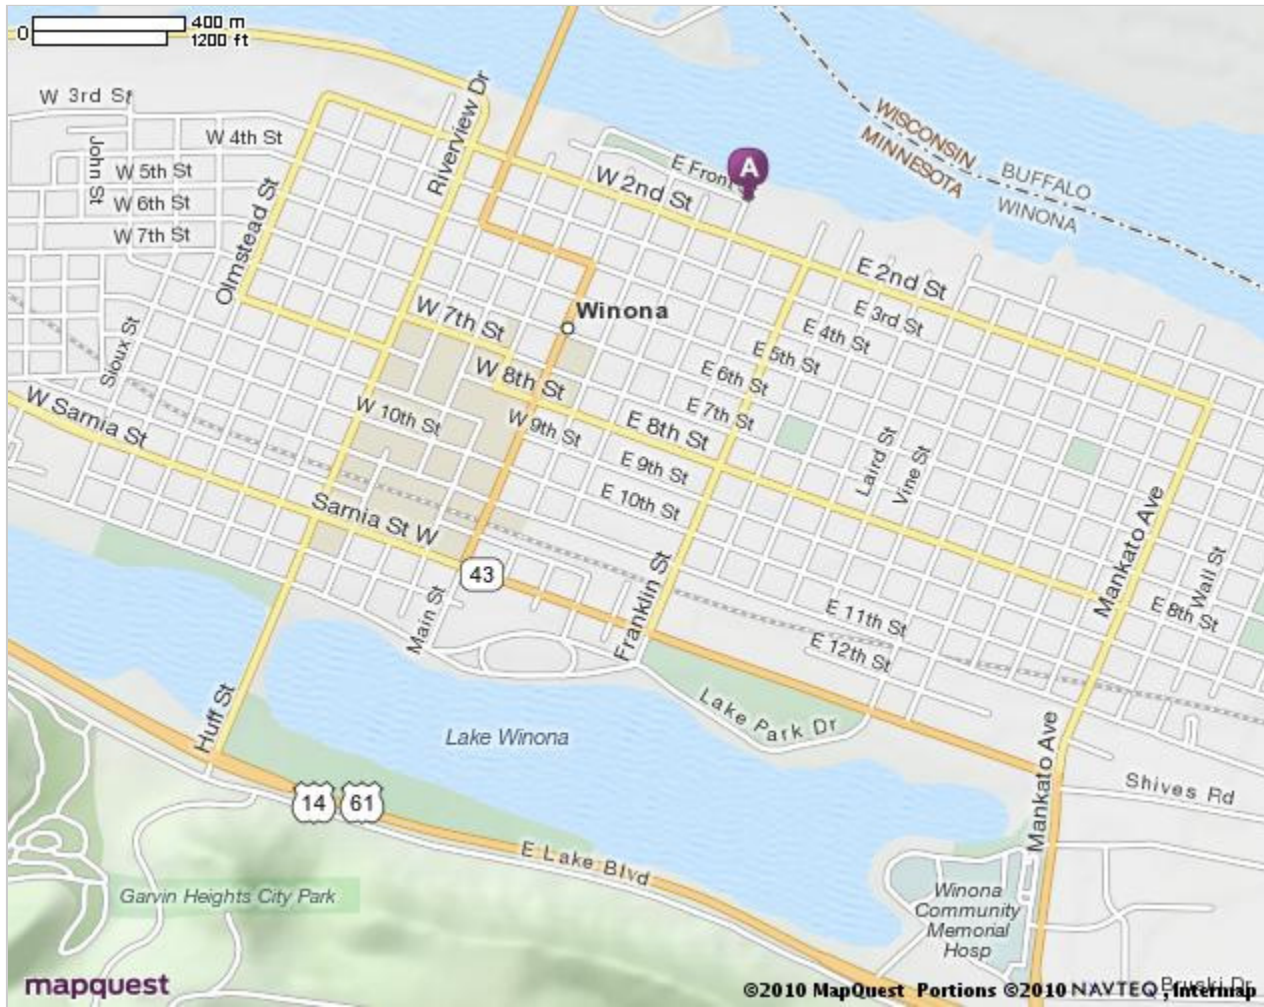 0
400 m
1200 ft
W 3rd St
Riverview Dr
W 4th St
John St
W 5th St
W 6th St
W 7th St
Olmstead St
Sioux St
W Sarnia St
E Front St
A
W 2nd St
WISCONSIN
MINNESOTA
BUFFALO
WINONA
E 2nd St
E 3rd St
E 4th St
E 5th St
E 6th St
E 7th St
Winona
W 7th St
W 8th St
W 9th St
W 10th St
E 8th St
E 9th St
E 10th St
Laird St
Vine St
Mankato Ave
Wall St
E 8th St
Sarnia St W
43
Main St
Franklin St
E 11th St
E 12th St
Lake Park Dr
Huff St
Lake Winona
14
61
E Lake Blvd
Mankato Ave
Shives Rd
Garvin Heights City Park
Winona
Community
Memorial
Hosp
mapquest
©2010 MapQuest Portions ©2010 NAVTEQ, Intermap